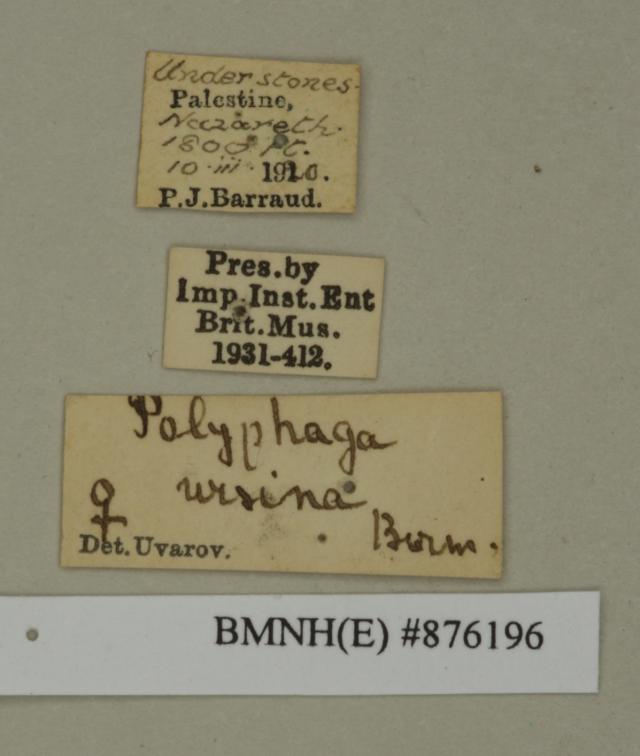 Under stones.
Palestine,
Nazareth.
1800 ft.
10.iii.
P.J.Barraud.
Pres.by
Imp.Inst.Ent
Brit.Mus.
1931-412.
Polyphaga
ursina
♀ Burm.
Det.Uvarov.
BMNH(E) #876196